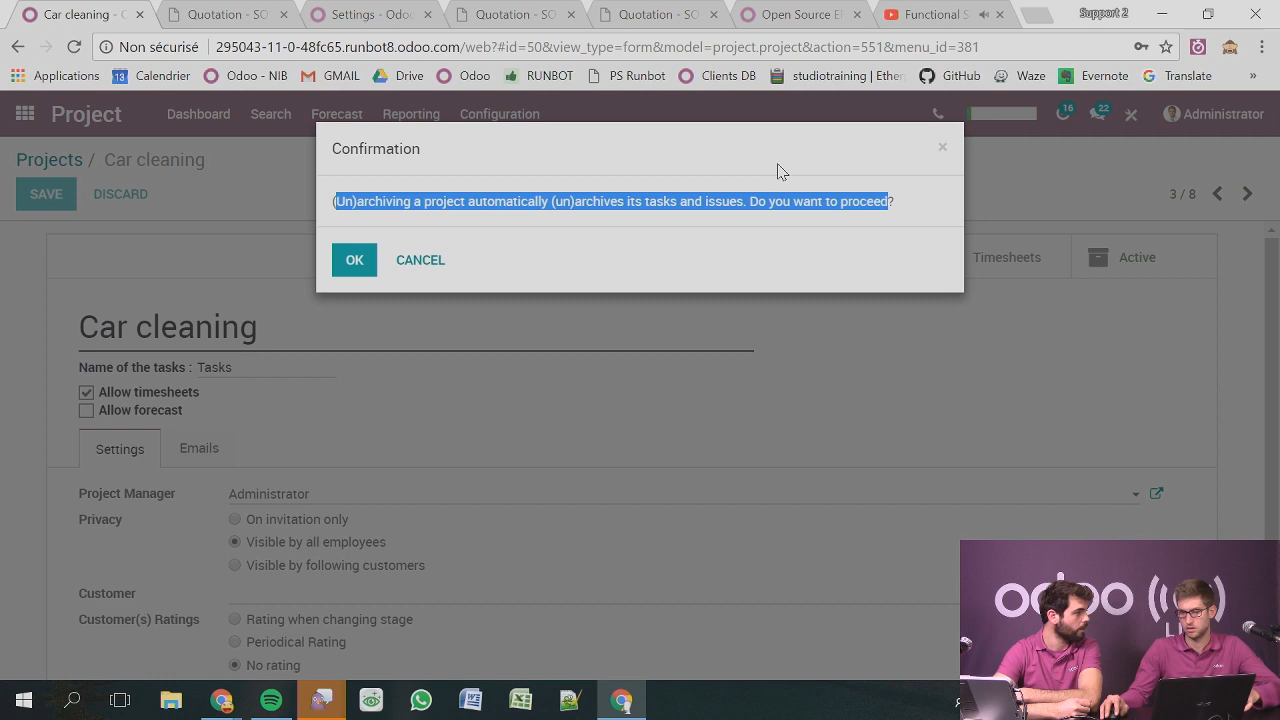 Car cleaning -
Quotation - SO
Settings - Odoo
Quotation - SO
Quotation - SO
Open Source E
Functional S
Support 2
Non sécurisé
295043-11-0-48fc65.runbot8.odoo.com/web?#id=50&view_type=form&model=project.project&action=551&menu_id=381
Applications
Calendrier
Odoo - NIE
GMAIL
Drive
Odoo
RUNBOT
PS Runbot
Clients DB
studiotraining | Ether
GitHub
Waze
Evernote
Translate
»
Project
Dashboard
Search
Forecast
Reporting
Configuration
16
22
Administrator
Projects / Car cleaning
SAVE
DISCARD
3 / 8
Confirmation
×
(Un)archiving a project automatically (un)archives its tasks and issues. Do you want to proceed?
OK
CANCEL
Timesheets
Active
Car cleaning
Name of the tasks : Tasks
Allow timesheets
Allow forecast
Settings
Emails
Project Manager
Administrator
Privacy
On invitation only
Visible by all employees
Visible by following customers
Customer
Customer(s) Ratings
Rating when changing stage
Periodical Rating
No rating
odoo